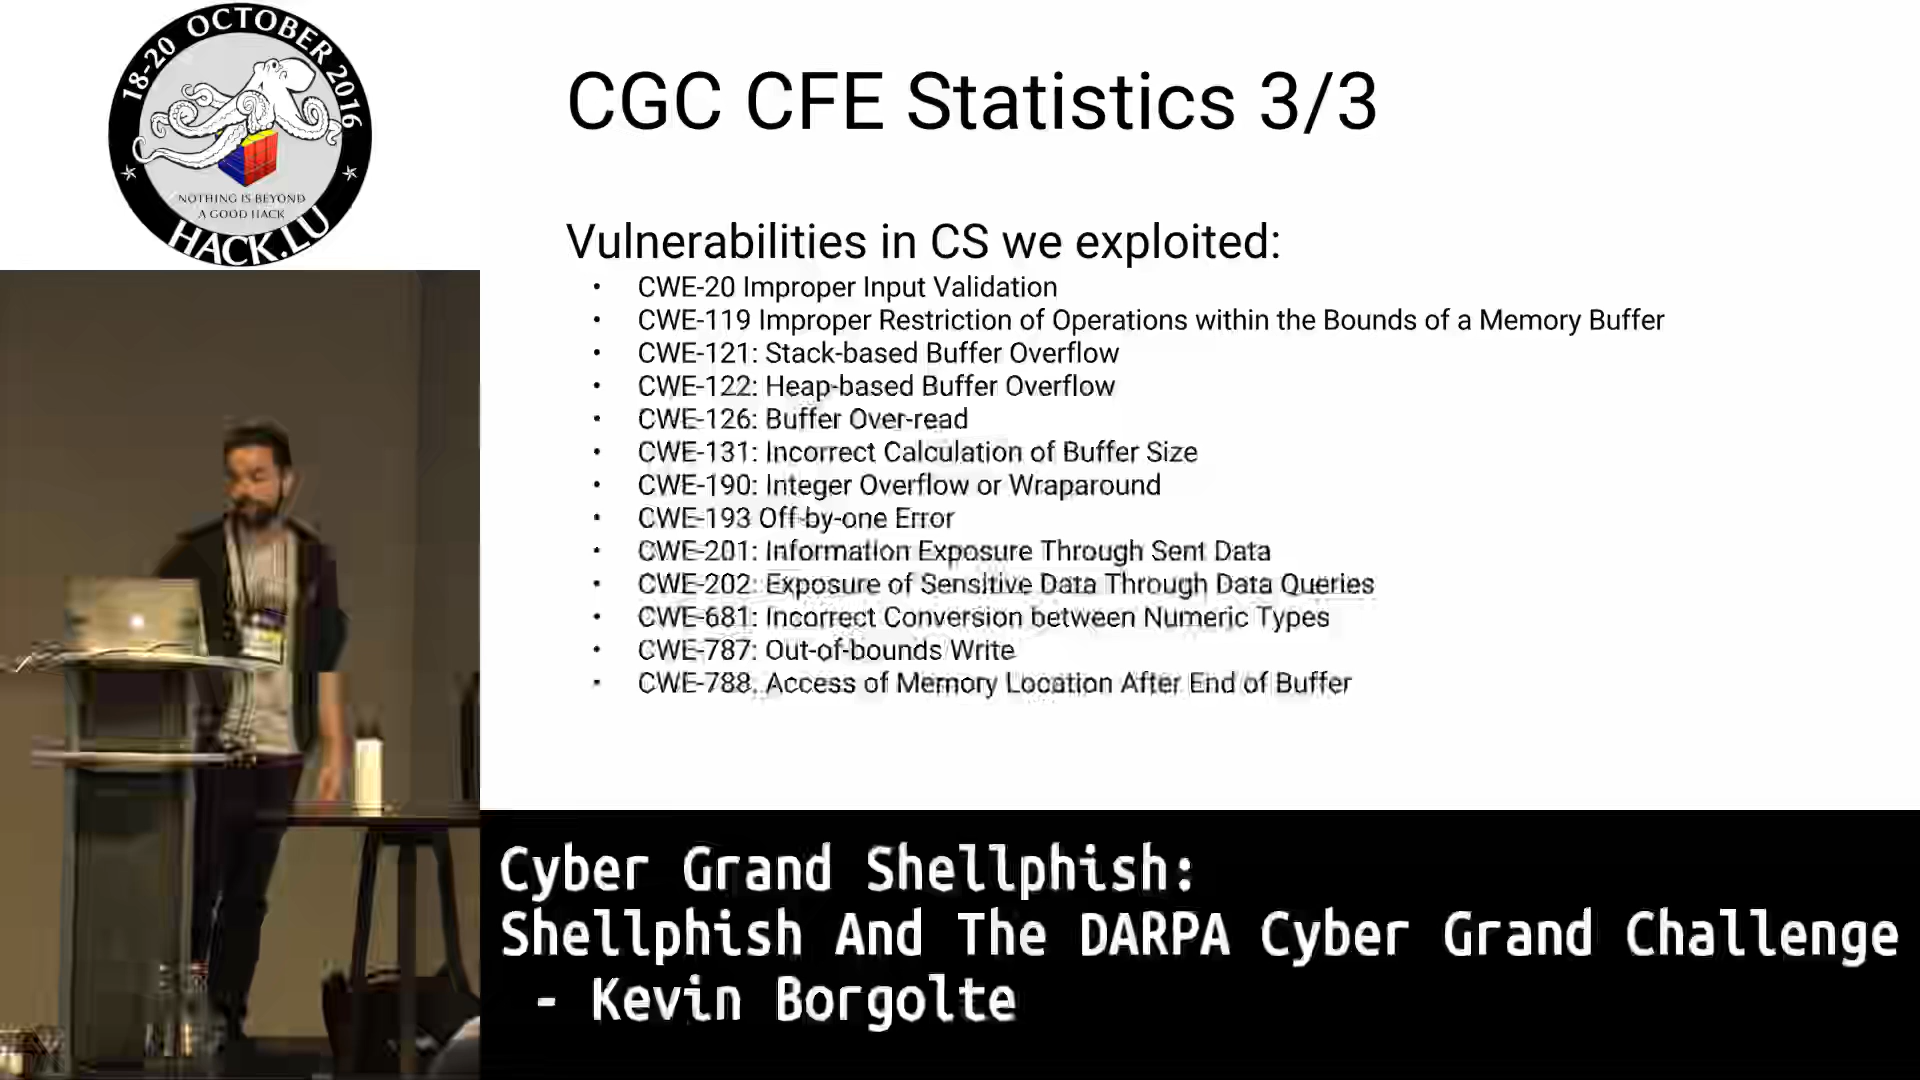 18-20 OCTOBER 2016
NOTHING IS BEYOND
A GOOD HACK
HACK.LU
CGC CFE Statistics 3/3
Vulnerabilities in CS we exploited:
• CWE-20 Improper Input Validation
• CWE-119 Improper Restriction of Operations within the Bounds of a Memory Buffer
• CWE-121: Stack-based Buffer Overflow
• CWE-122: Heap-based Buffer Overflow
• CWE-126: Buffer Over-read
• CWE-131: Incorrect Calculation of Buffer Size
• CWE-190: Integer Overflow or Wraparound
• CWE-193 Off-by-one Error
• CWE-201: Information Exposure Through Sent Data
• CWE-202: Exposure of Sensitive Data Through Data Queries
• CWE-681: Incorrect Conversion between Numeric Types
• CWE-787: Out-of-bounds Write
• CWE-788. Access of Memory Location After End of Buffer
Cyber Grand Shellphish:
Shellphish And The DARPA Cyber Grand Challenge
- Kevin Borgolte